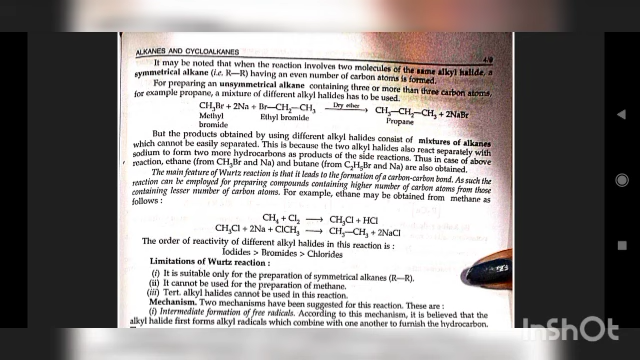 ALKANES AND CYCLOALKANES
4/9
It may be noted that when the reaction involves two molecules of the same alkyl halide, a
symmetrical alkane (i.e. R—R) having an even number of carbon atoms is formed.
For preparing an unsymmetrical alkane containing three or more than three carbon atoms,
for example propane, a mixture of different alkyl halides has to be used.
CH₃Br + 2Na + Br—CH₂—CH₃ —Dry ether→ CH₃—CH₂—CH₃ + 2NaBr
Methyl Ethyl bromide Propane
bromide
But the products obtained by using different alkyl halides consist of mixtures of alkanes
which cannot be easily separated. This is because the two alkyl halides also react separately with
sodium to form two more hydrocarbons as products of the side reactions. Thus in case of above
reaction, ethane (from CH₃Br and Na) and butane (from C₂H₅Br and Na) are also obtained.
The main feature of Wurtz reaction is that it leads to the formation of a carbon-carbon bond. As such the
reaction can be employed for preparing compounds containing higher number of carbon atoms from those
containing lesser number of carbon atoms. For example, ethane may be obtained from methane as
follows :
CH₄ + Cl₂ ⟶ CH₃Cl + HCl
CH₃Cl + 2Na + ClCH₃ ⟶ CH₃—CH₃ + 2NaCl
The order of reactivity of different alkyl halides in this reaction is :
Iodides > Bromides > Chlorides
Limitations of Wurtz reaction :
(i) It is suitable only for the preparation of symmetrical alkanes (R—R).
(ii) It cannot be used for the preparation of methane.
(iii) Tert. alkyl halides cannot be used in this reaction.
Mechanism. Two mechanisms have been suggested for this reaction. These are :
(i) Intermediate formation of free radicals. According to this mechanism, it is believed that the
alkyl halide first forms alkyl radicals which combine with one another to furnish the hydrocarbon.
InShOt